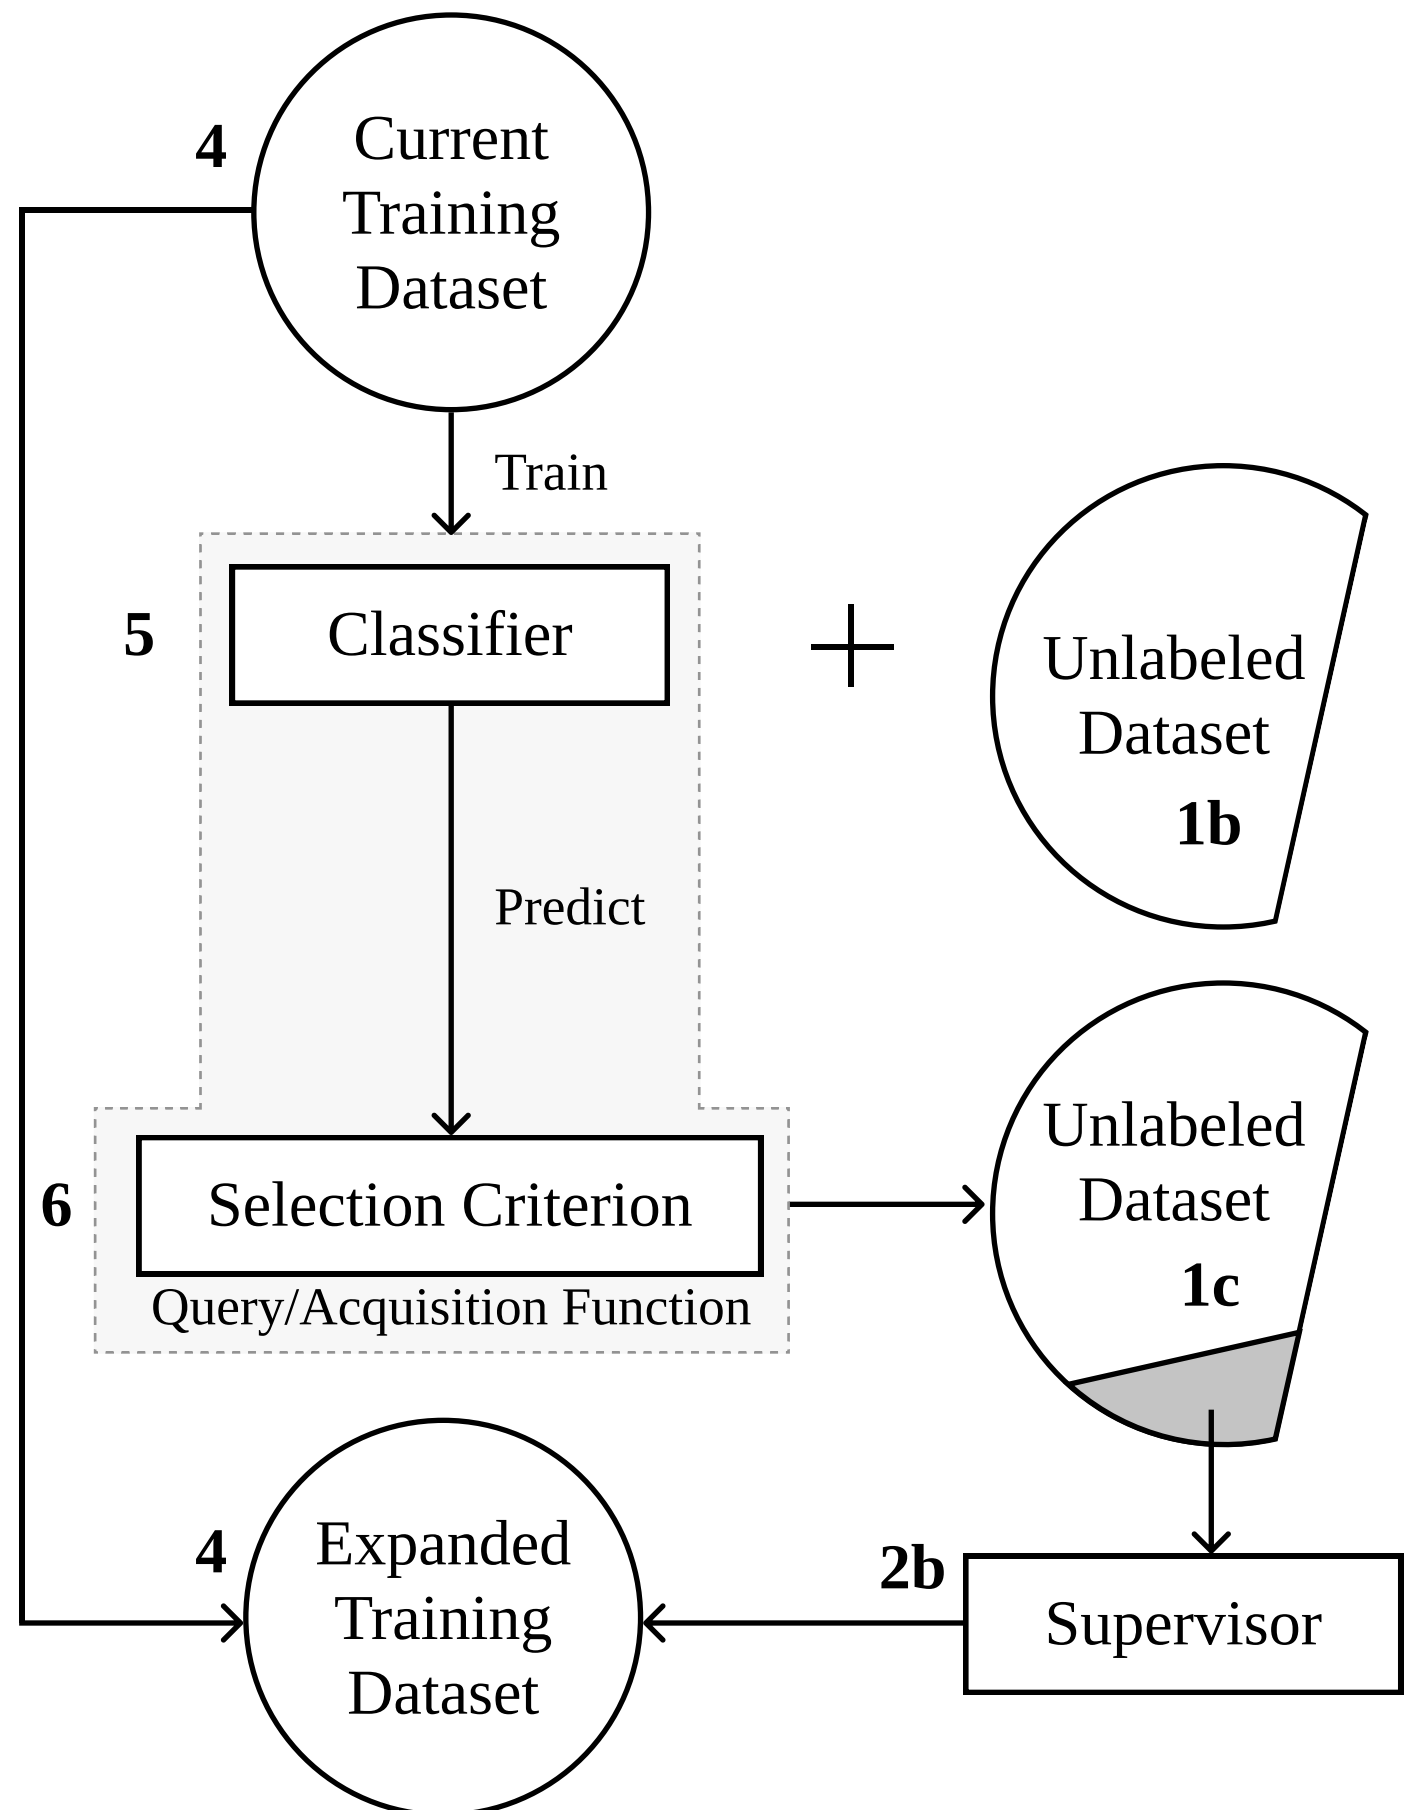 4
Current
Training
Dataset
Train
5
Classifier
Unlabeled
Dataset
1b
Predict
6
Selection Criterion
Query/Acquisition Function
Unlabeled
Dataset
1c
4
Expanded
Training
Dataset
2b
Supervisor